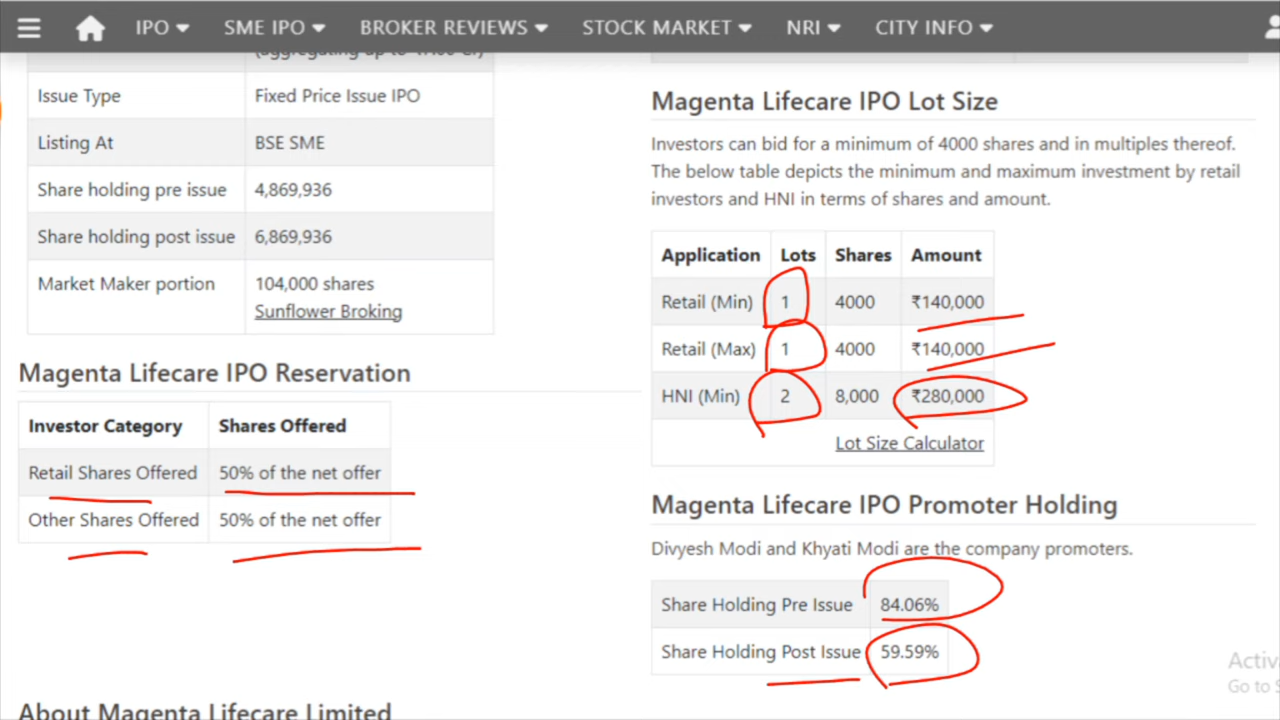 IPO SME IPO BROKER REVIEWS STOCK MARKET NRI CITY INFO
Issue Type Fixed Price Issue IPO
Listing At BSE SME
Share holding pre issue 4,869,936
Share holding post issue 6,869,936
Market Maker portion 104,000 shares
Sunflower Broking
Magenta Lifecare IPO Reservation
Investor Category Shares Offered
Retail Shares Offered 50% of the net offer
Other Shares Offered 50% of the net offer
About Magenta Lifecare Limited
Magenta Lifecare IPO Lot Size
Investors can bid for a minimum of 4000 shares and in multiples thereof.
The below table depicts the minimum and maximum investment by retail
investors and HNI in terms of shares and amount.
Application Lots Shares Amount
Retail (Min) 1 4000 ₹140,000
Retail (Max) 1 4000 ₹140,000
HNI (Min) 2 8,000 ₹280,000
Lot Size Calculator
Magenta Lifecare IPO Promoter Holding
Divyesh Modi and Khyati Modi are the company promoters.
Share Holding Pre Issue 84.06%
Share Holding Post Issue 59.59%
Go to